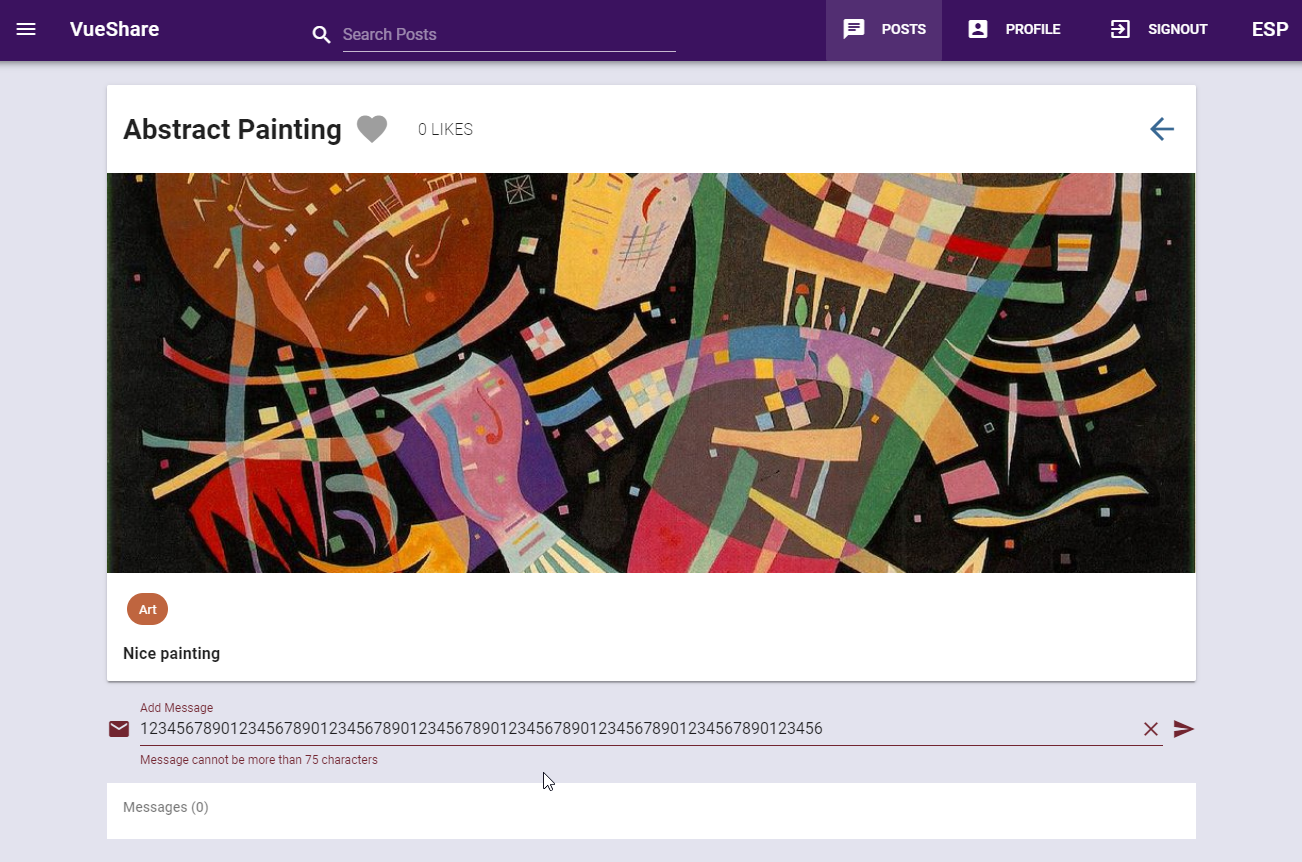 VueShare
Search Posts
POSTS
PROFILE
SIGNOUT
ESP
Abstract Painting
0 LIKES
Art
Nice painting
Add Message
1234567890123456789012345678901234567890123456789012345678901234567890123456
Message cannot be more than 75 characters
Messages (0)